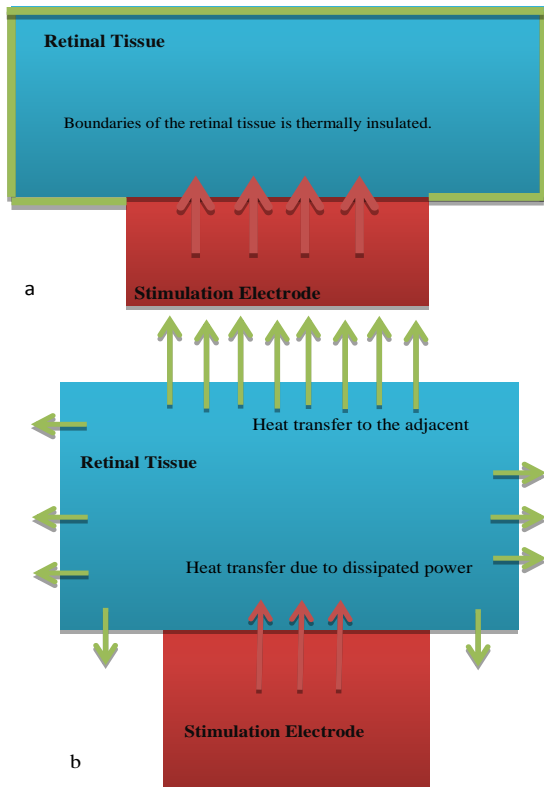 Retinal Tissue
Boundaries of the retinal tissue is thermally insulated.
a
Stimulation Electrode
Heat transfer to the adjacent
Retinal Tissue
Heat transfer due to dissipated power
Stimulation Electrode
b